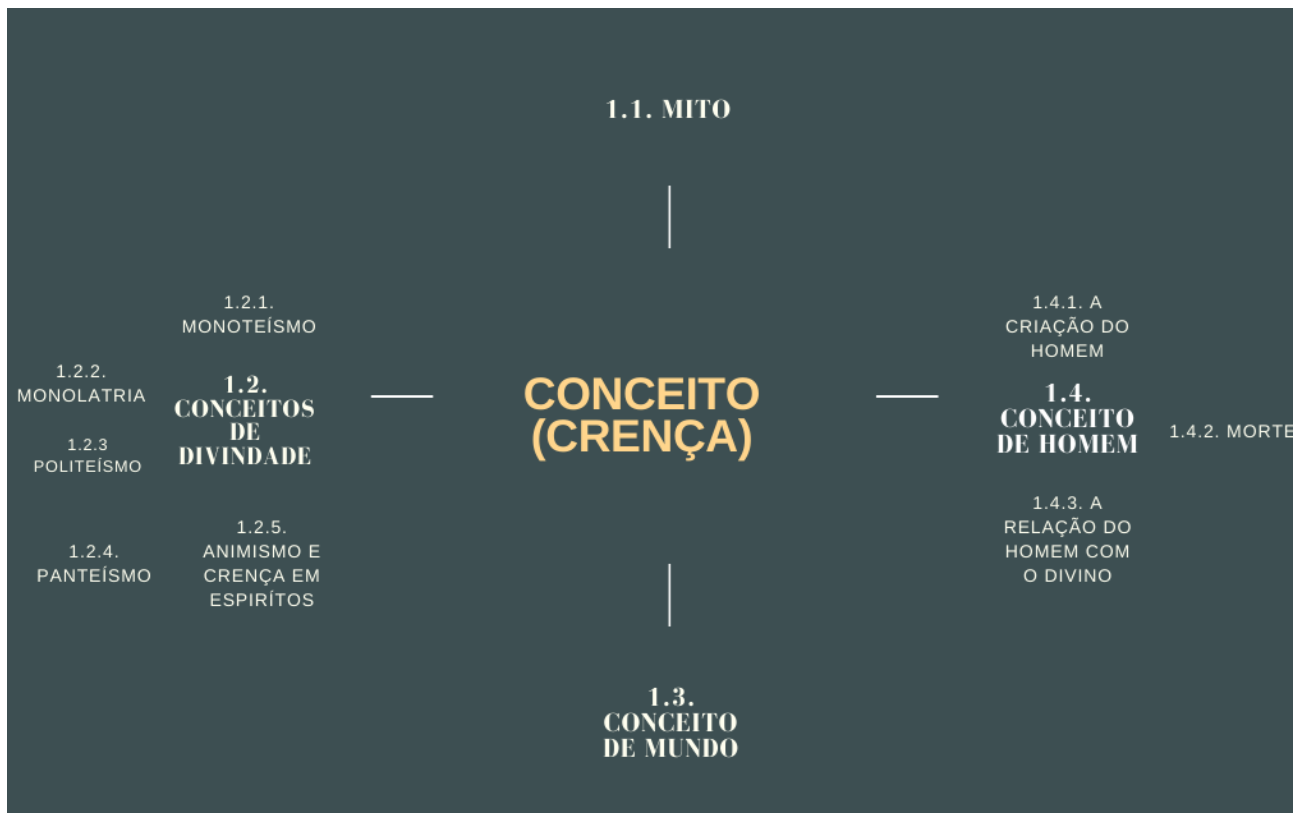 1.1. MITO
1.2.1.
MONOTEÍSMO
1.2.2.
MONOLATRIA
1.2.
CONCEITOS
DE
DIVINDADE
1.2.3
POLITEÍSMO
1.2.4.
PANTEÍSMO
1.2.5.
ANIMISMO E
CRENÇA EM
ESPIRÍTOS
CONCEITO
(CRENÇA)
1.4.1. A
CRIAÇÃO DO
HOMEM
1.4.
CONCEITO
DE HOMEM
1.4.2. MORTE
1.4.3. A
RELAÇÃO DO
HOMEM COM
O DIVINO
1.3.
CONCEITO
DE MUNDO